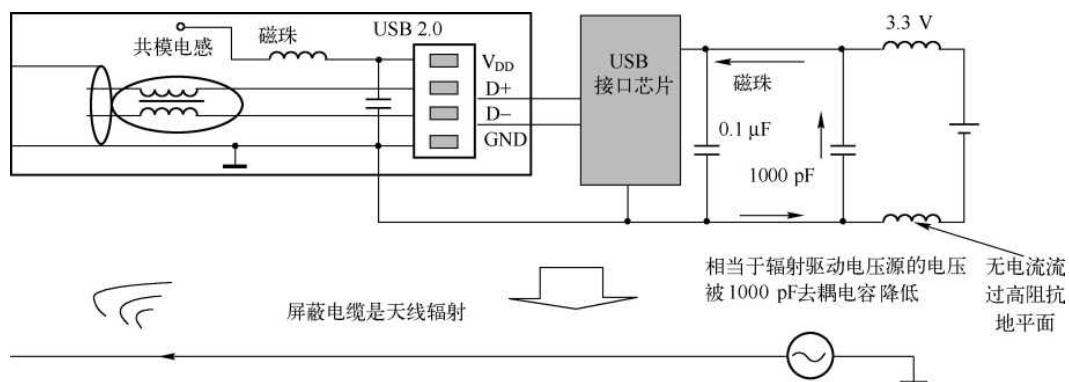 共模电感
磁珠
USB 2.0
V_DD
D+
D−
GND
USB
接口芯片
3.3 V
磁珠
0.1 μF
1000 pF
相当于辐射驱动电压源的电压
被1000 pF去耦电容降低
无电流流
过高阻抗
地平面
屏蔽电缆是天线辐射